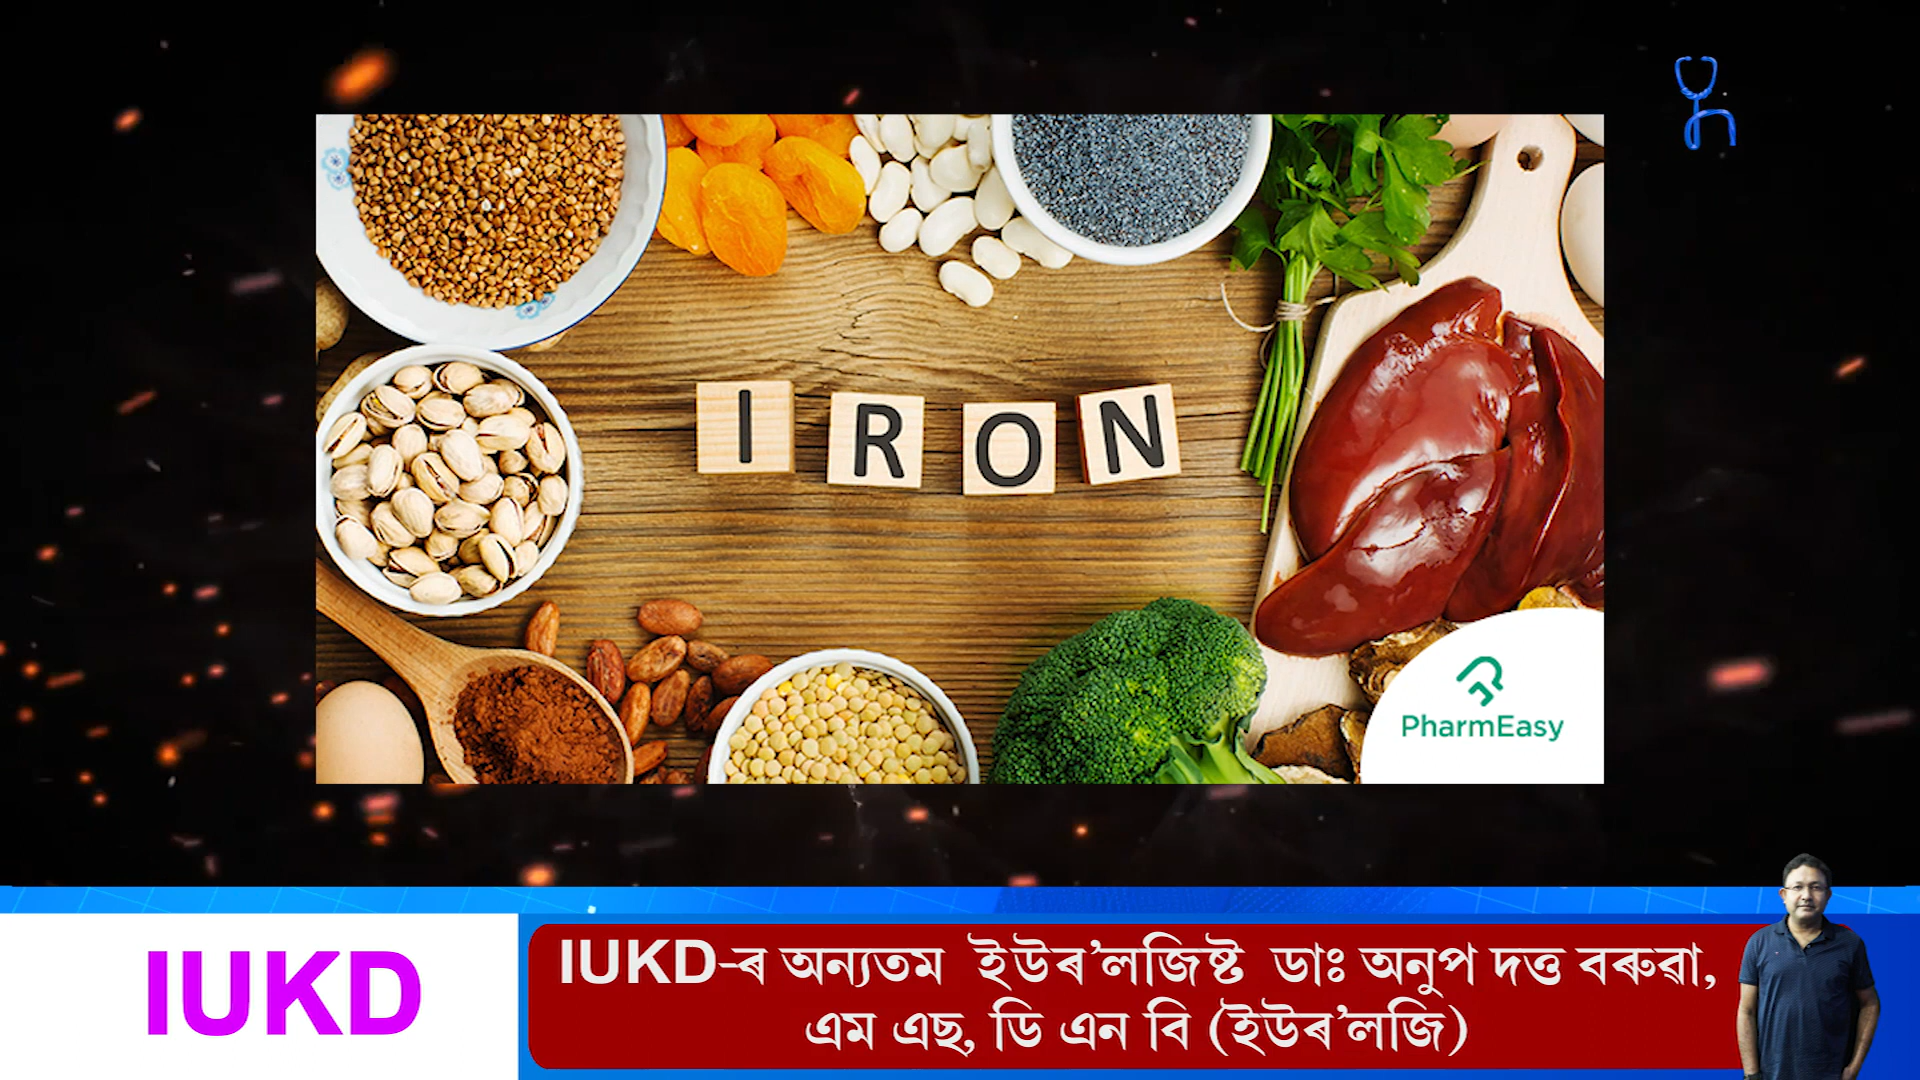 IRON
PharmEasy
IUKD
IUKD-ৰ অন্যতম ইউৰ'লজিষ্ট ডাঃ অনুপ দত্ত বৰুৱা,
এম এছ, ডি এন বি (ইউৰ'লজি)